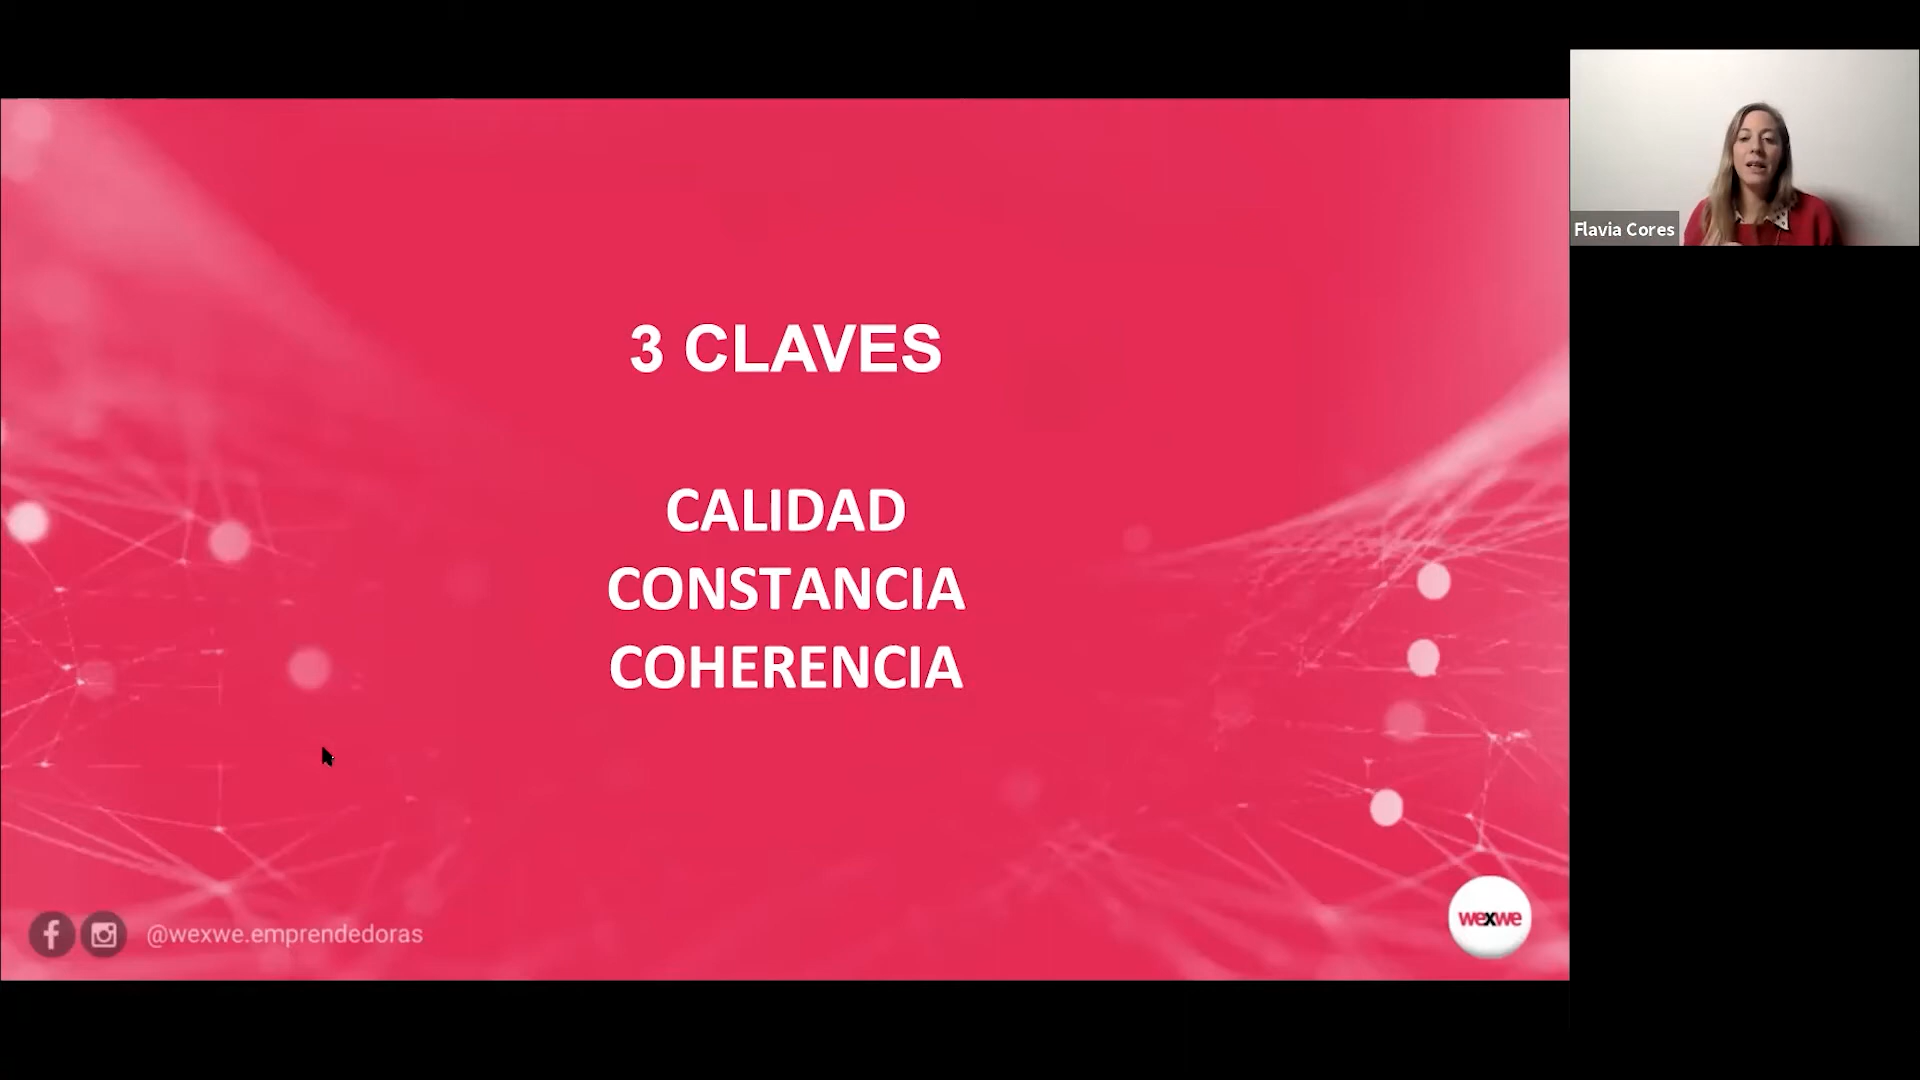 3 CLAVES
CALIDAD
CONSTANCIA
COHERENCIA
@wexwe.emprendedoras
wexwe
Flavia Cores